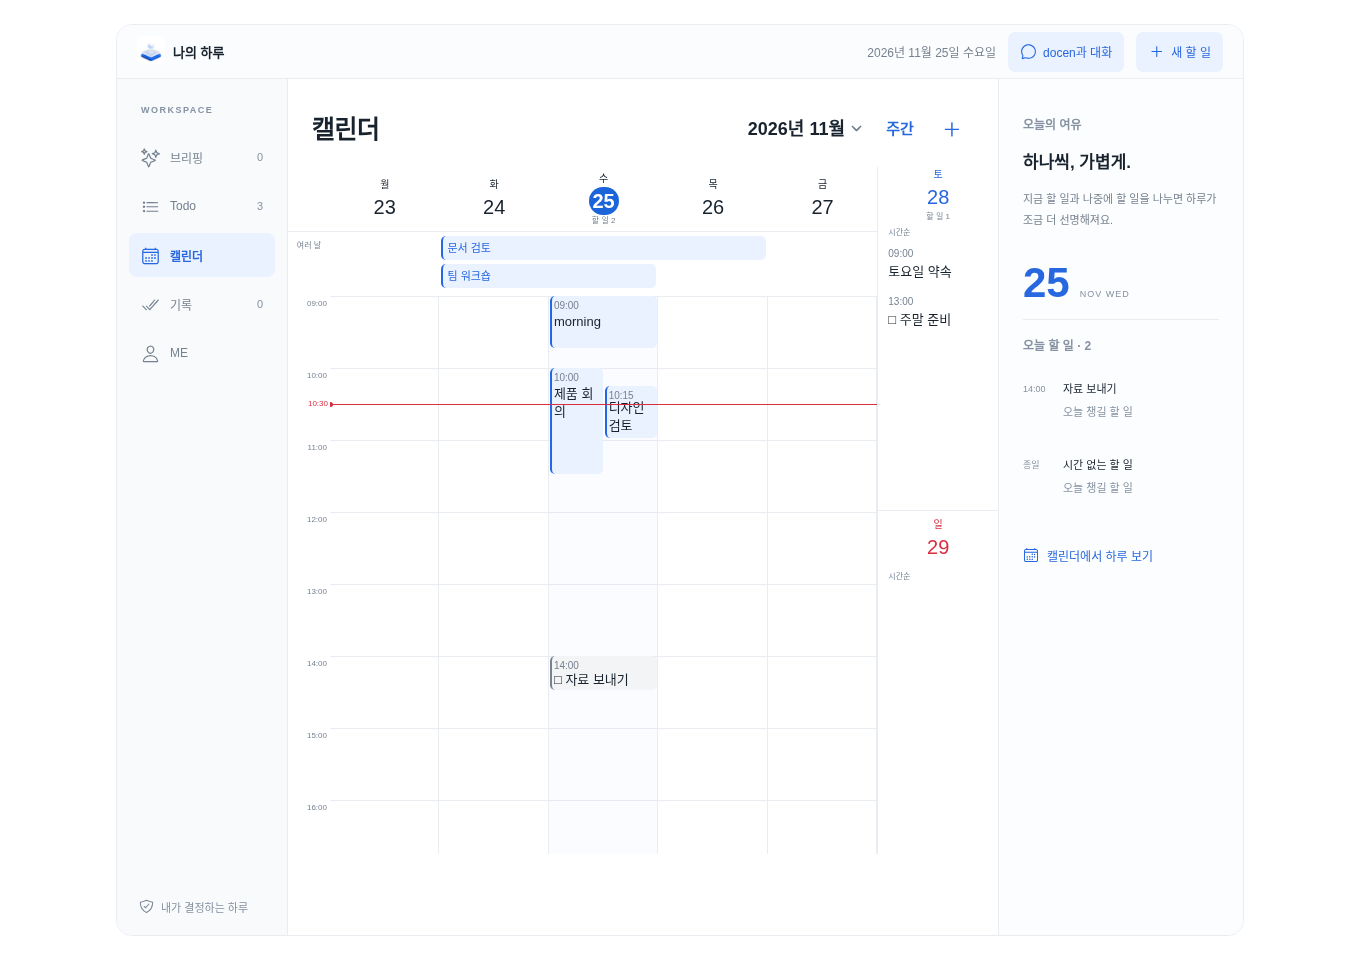 나의 하루
2026년 11월 25일 수요일
docen과 대화
새 할 일
WORKSPACE
브리핑 0
Todo 3
캘린더
기록 0
ME
내가 결정하는 하루
캘린더
2026년 11월
주간
월
23
화
24
수
25
할 일 2
목
26
금
27
여러 날
문서 검토
팀 워크숍
09:00
10:00
10:30
11:00
12:00
13:00
14:00
15:00
16:00
09:00
morning
10:00
제품 회
의
10:15
디자인
검토
14:00
□ 자료 보내기
토
28
할 일 1
시간순
09:00
토요일 약속
13:00
□ 주말 준비
일
29
시간순
오늘의 여유
하나씩, 가볍게.
지금 할 일과 나중에 할 일을 나누면 하루가
조금 더 선명해져요.
25 NOV WED
오늘 할 일 · 2
14:00 자료 보내기
오늘 챙길 할 일
종일 시간 없는 할 일
오늘 챙길 할 일
캘린더에서 하루 보기